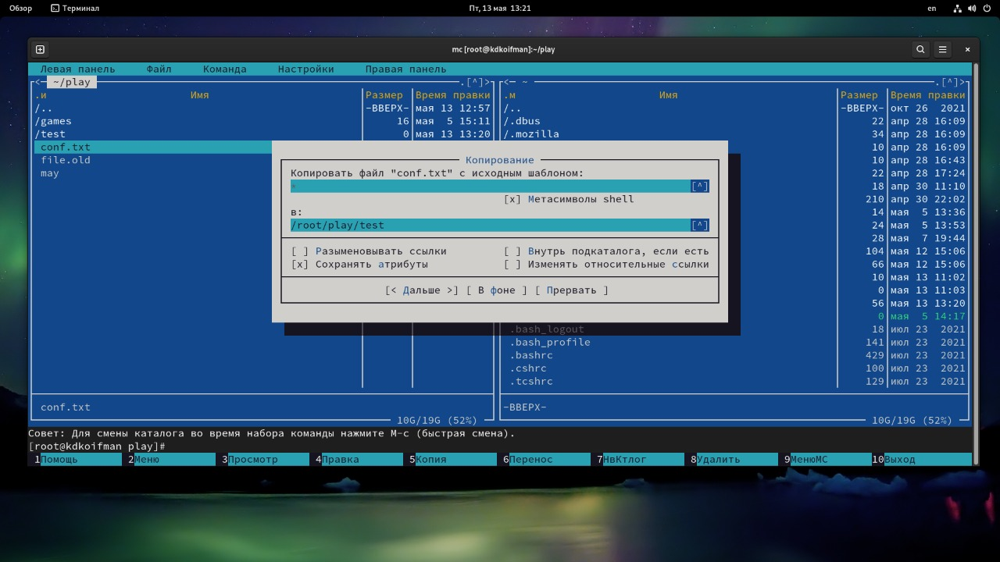 Обзор Терминал Пт, 13 мая 13:21 en
mc [root@kdkoifman]:~/play
Левая панель Файл Команда Настройки Правая панель
<─ ~/play .[^]> <─ ~ .[^]>
.и Имя Размер Время правки .м Имя Размер Время правки
/.. -ВВЕРХ- мая 13 12:57 /.. -ВВЕРХ- окт 26 2021
/games 16 мая 5 15:11 /.dbus 22 апр 28 16:09
/test 0 мая 13 13:20 /.mozilla 34 апр 28 16:09
conf.txt 10 апр 28 16:09
file.old Копирование 10 апр 28 16:43
may Копировать файл "conf.txt" с исходным шаблоном: 22 апр 28 17:24
* [^] 18 апр 30 11:10
[x] Метасимволы shell 210 апр 30 22:02
в: 14 мая 5 13:36
/root/play/test [^] 24 мая 5 13:53
28 мая 7 19:44
[ ] Разыменовывать ссылки [ ] Внутрь подкаталога, если есть 104 мая 12 15:06
[x] Сохранять атрибуты [ ] Изменять относительные ссылки 66 мая 12 15:06
10 мая 13 11:02
[< Дальше >] [ В фоне ] [ Прервать ] 0 мая 13 11:03
56 мая 13 13:20
0 мая 5 14:17
.bash_logout 18 июл 23 2021
.bash_profile 141 июл 23 2021
.bashrc 429 июл 23 2021
.cshrc 100 июл 23 2021
.tcshrc 129 июл 23 2021
conf.txt -ВВЕРХ-
10G/19G (52%) 10G/19G (52%)
Совет: Для смены каталога во время набора команды нажмите M-c (быстрая смена).
[root@kdkoifman play]#
1Помощь 2Меню 3Просмотр 4Правка 5Копия 6Перенос 7НвКтлог 8Удалить 9МенюMC 10Выход